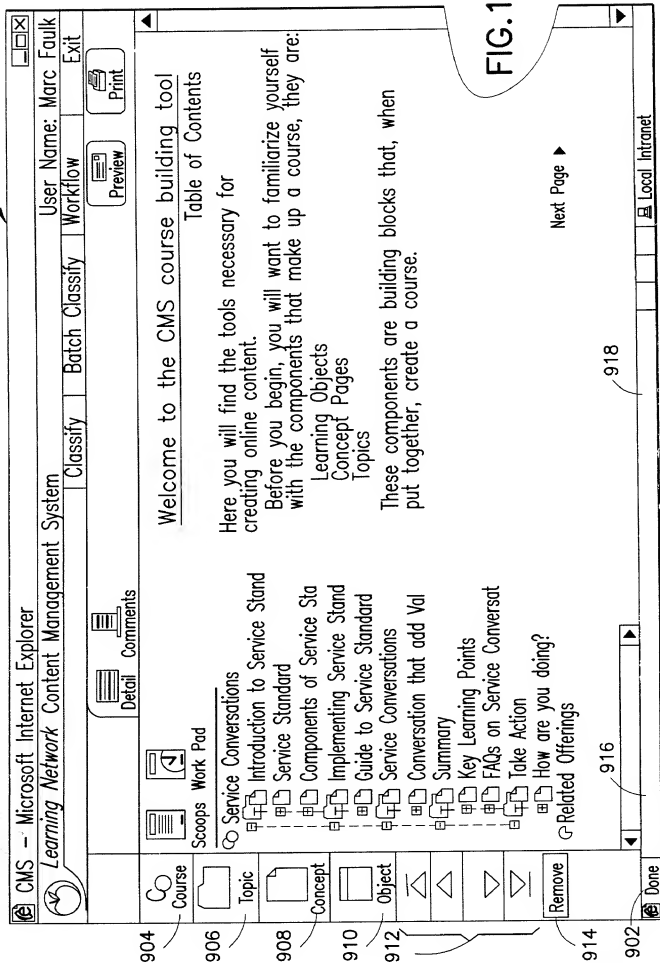 CMS – Microsoft Internet Explorer
Learning Network Content Management System
User Name: Marc Faulk
Classify
Batch Classify
Workflow
Exit
Detail
Comments
Preview
Print
Course
Topic
Concept
Object
Remove
Scoops
Work Pad
Service Conversations
Introduction to Service Stand
Service Standard
Components of Service Sta
Implementing Service Stand
Guide to Service Standard
Service Conversations
Conversation that add Val
Summary
Key Learning Points
FAQs on Service Conversat
Take Action
How are you doing?
Related Offerings
Welcome to the CMS course building tool
Table of Contents
Here you will find the tools necessary for
creating online content.
Before you begin, you will want to familiarize yourself
with the components that make up a course, they are:
Learning Objects
Concept Pages
Topics
These components are building blocks that, when
put together, create a course.
Next Page
Done
Local Intranet
904
906
908
910
912
914
902
916
918
FIG.1